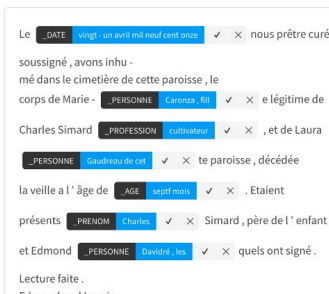 Le _DATE vingt - un avril mil neuf cent onze ✓ × nous prêtre curé
soussigné , avons inhu -
mé dans le cimetière de cette paroisse , le
corps de Marie - _PERSONNE Caronza , fill ✓ × e légitime de
Charles Simard _PROFESSION cultivateur ✓ × , et de Laura
_PERSONNE Gaudreau de cet ✓ × te paroisse , décédée
la veille a l ' âge de _AGE septf mois ✓ × . Etaient
présents _PRENOM Charles ✓ × Simard , père de l ' enfant
et Edmond _PERSONNE Davidré , les ✓ × quels ont signé .
Lecture faite .